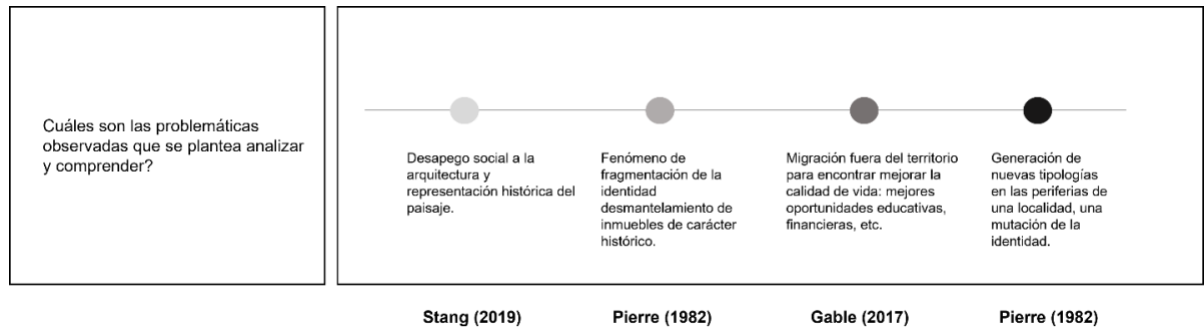 Cuáles son las problemáticas
observadas que se plantea analizar
y comprender?
Desapego social a la
arquitectura y
representación histórica del
paisaje.
Fenómeno de
fragmentación de la
identidad
desmantelamiento de
inmuebles de carácter
histórico.
Migración fuera del territorio
para encontrar mejorar la
calidad de vida: mejores
oportunidades educativas,
financieras, etc.
Generación de
nuevas tipologías
en las periferias de
una localidad, una
mutación de la
identidad.
Stang (2019)
Pierre (1982)
Gable (2017)
Pierre (1982)